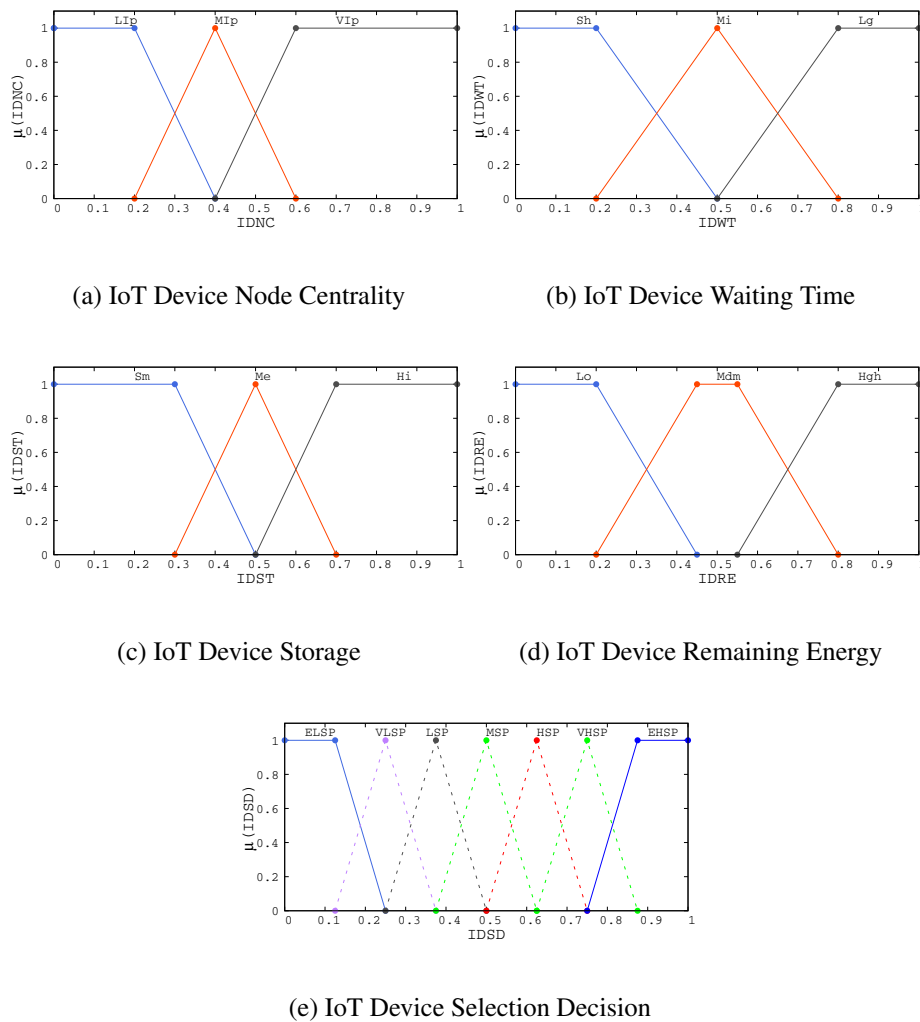 LIp MIp VIp
1
0.8
0.6
0.4
0.2
0
μ(IDNC)
0 0.1 0.2 0.3 0.4 0.5 0.6 0.7 0.8 0.9 1
IDNC
(a) IoT Device Node Centrality
Sh Mi Lg
1
0.8
0.6
0.4
0.2
0
μ(IDWT)
0 0.1 0.2 0.3 0.4 0.5 0.6 0.7 0.8 0.9
IDWT
(b) IoT Device Waiting Time
Sm Me Hi
1
0.8
0.6
0.4
0.2
0
μ(IDST)
0 0.1 0.2 0.3 0.4 0.5 0.6 0.7 0.8 0.9 1
IDST
(c) IoT Device Storage
Lo Mdm Hgh
1
0.8
0.6
0.4
0.2
0
μ(IDRE)
0 0.1 0.2 0.3 0.4 0.5 0.6 0.7 0.8 0.9
IDRE
(d) IoT Device Remaining Energy
ELSP VLSP LSP MSP HSP VHSP EHSP
1
0.8
0.6
0.4
0.2
0
μ(IDSD)
0 0.1 0.2 0.3 0.4 0.5 0.6 0.7 0.8 0.9 1
IDSD
(e) IoT Device Selection Decision